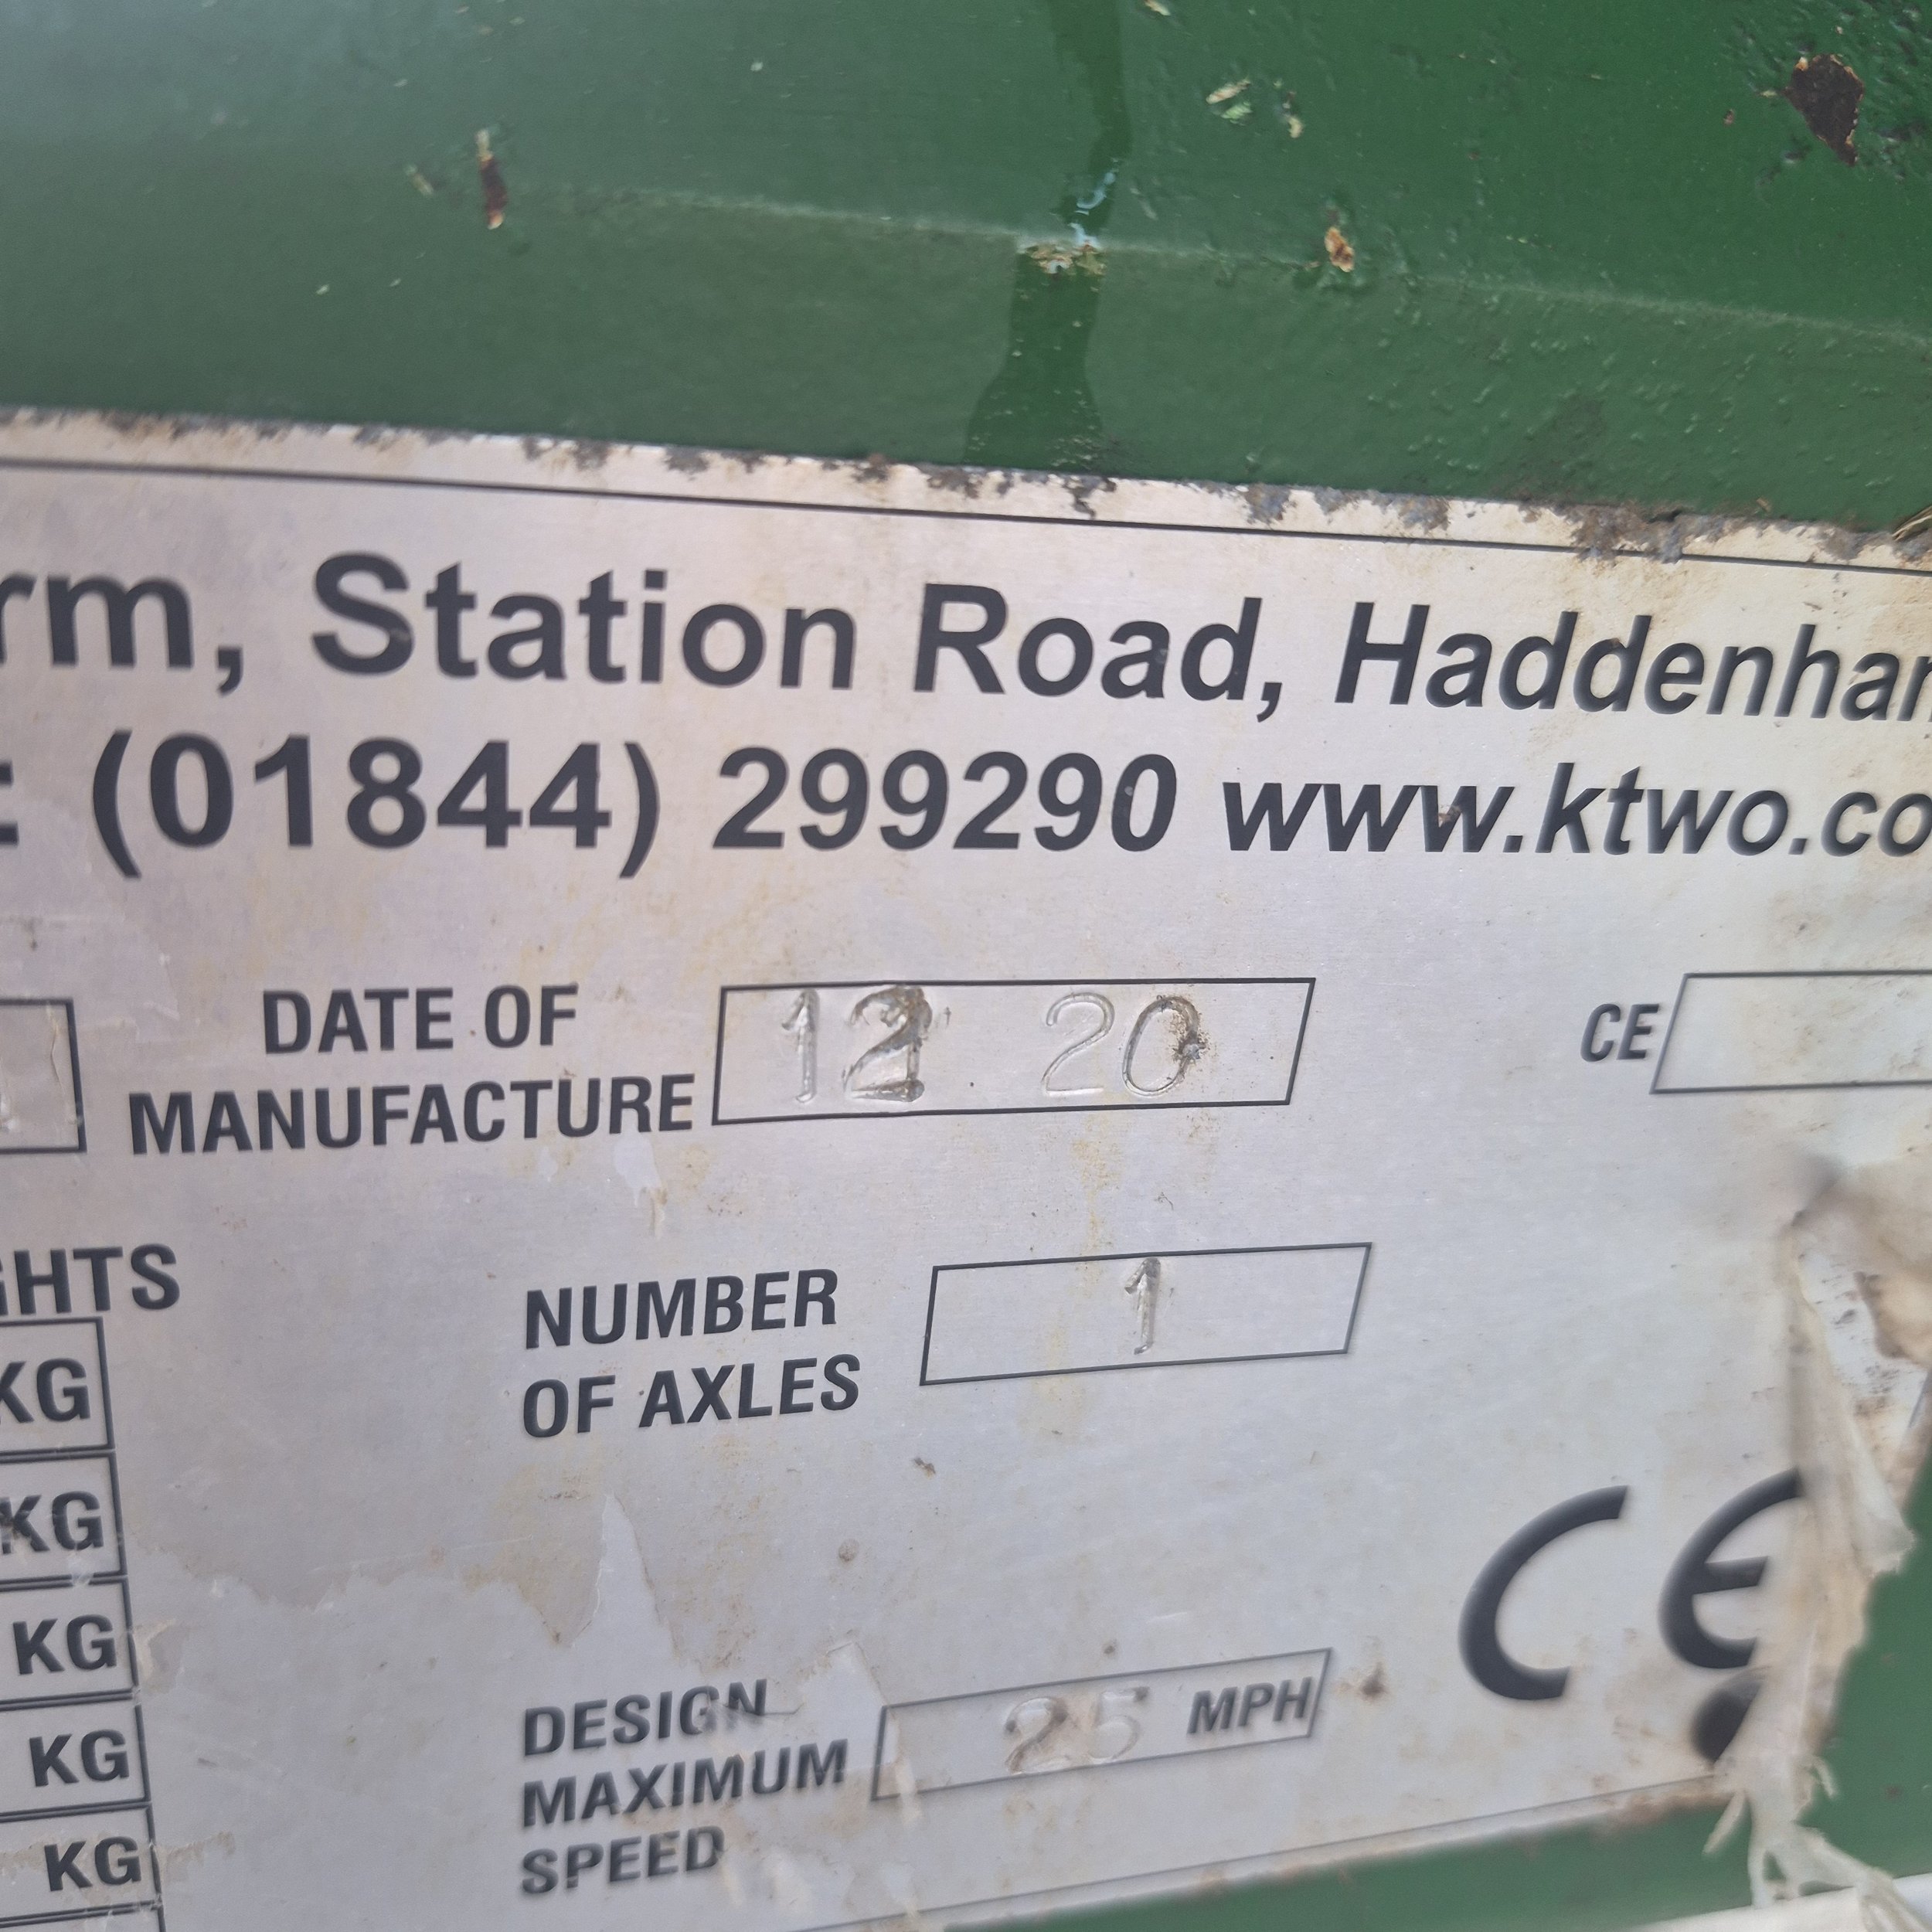 rm, Station Road, Haddenham
: (01844) 299290 www.ktwo.co
DATE OF MANUFACTURE 12 20 CE
GHTS
NUMBER OF AXLES 1
KG
KG
KG
KG
KG
DESIGN MAXIMUM SPEED 25 MPH
CE